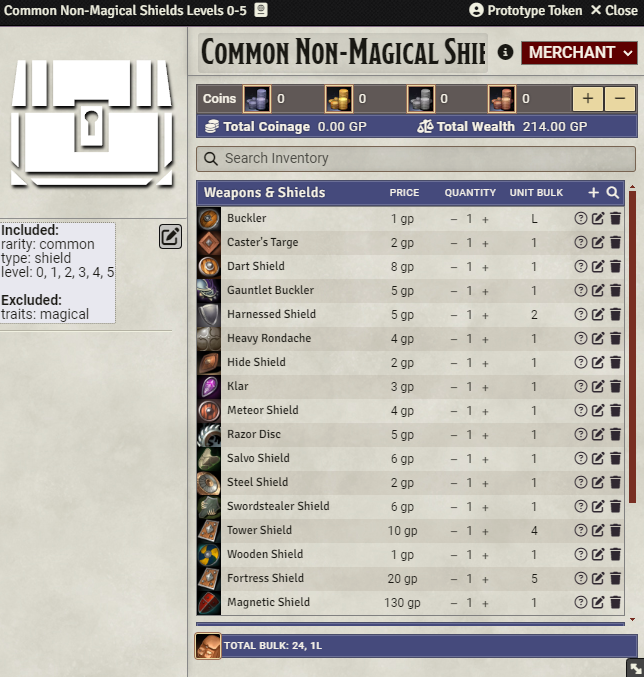 Common Non-Magical Shields Levels 0-5 Prototype Token Close
Common Non-Magical Shie MERCHANT
Coins 0 0 0 0 + −
Total Coinage 0.00 GP Total Wealth 214.00 GP
Search Inventory
Weapons & Shields PRICE QUANTITY UNIT BULK
Buckler 1 gp − 1 + L
Caster's Targe 2 gp − 1 + 1
Dart Shield 8 gp − 1 + 1
Gauntlet Buckler 5 gp − 1 + 1
Harnessed Shield 5 gp − 1 + 2
Heavy Rondache 4 gp − 1 + 1
Hide Shield 2 gp − 1 + 1
Klar 3 gp − 1 + 1
Meteor Shield 4 gp − 1 + 1
Razor Disc 5 gp − 1 + 1
Salvo Shield 6 gp − 1 + 1
Steel Shield 2 gp − 1 + 1
Swordstealer Shield 6 gp − 1 + 1
Tower Shield 10 gp − 1 + 4
Wooden Shield 1 gp − 1 + 1
Fortress Shield 20 gp − 1 + 5
Magnetic Shield 130 gp − 1 + 1
TOTAL BULK: 24, 1L
Included:
rarity: common
type: shield
level: 0, 1, 2, 3, 4, 5
Excluded:
traits: magical